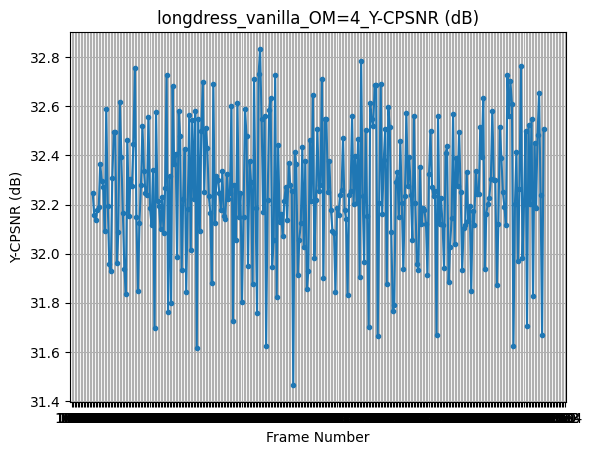 longdress_vanilla_OM=4_Y-CPSNR (dB)
Y-CPSNR (dB)
32.8
32.6
32.4
32.2
32.0
31.8
31.6
31.4
Frame Number